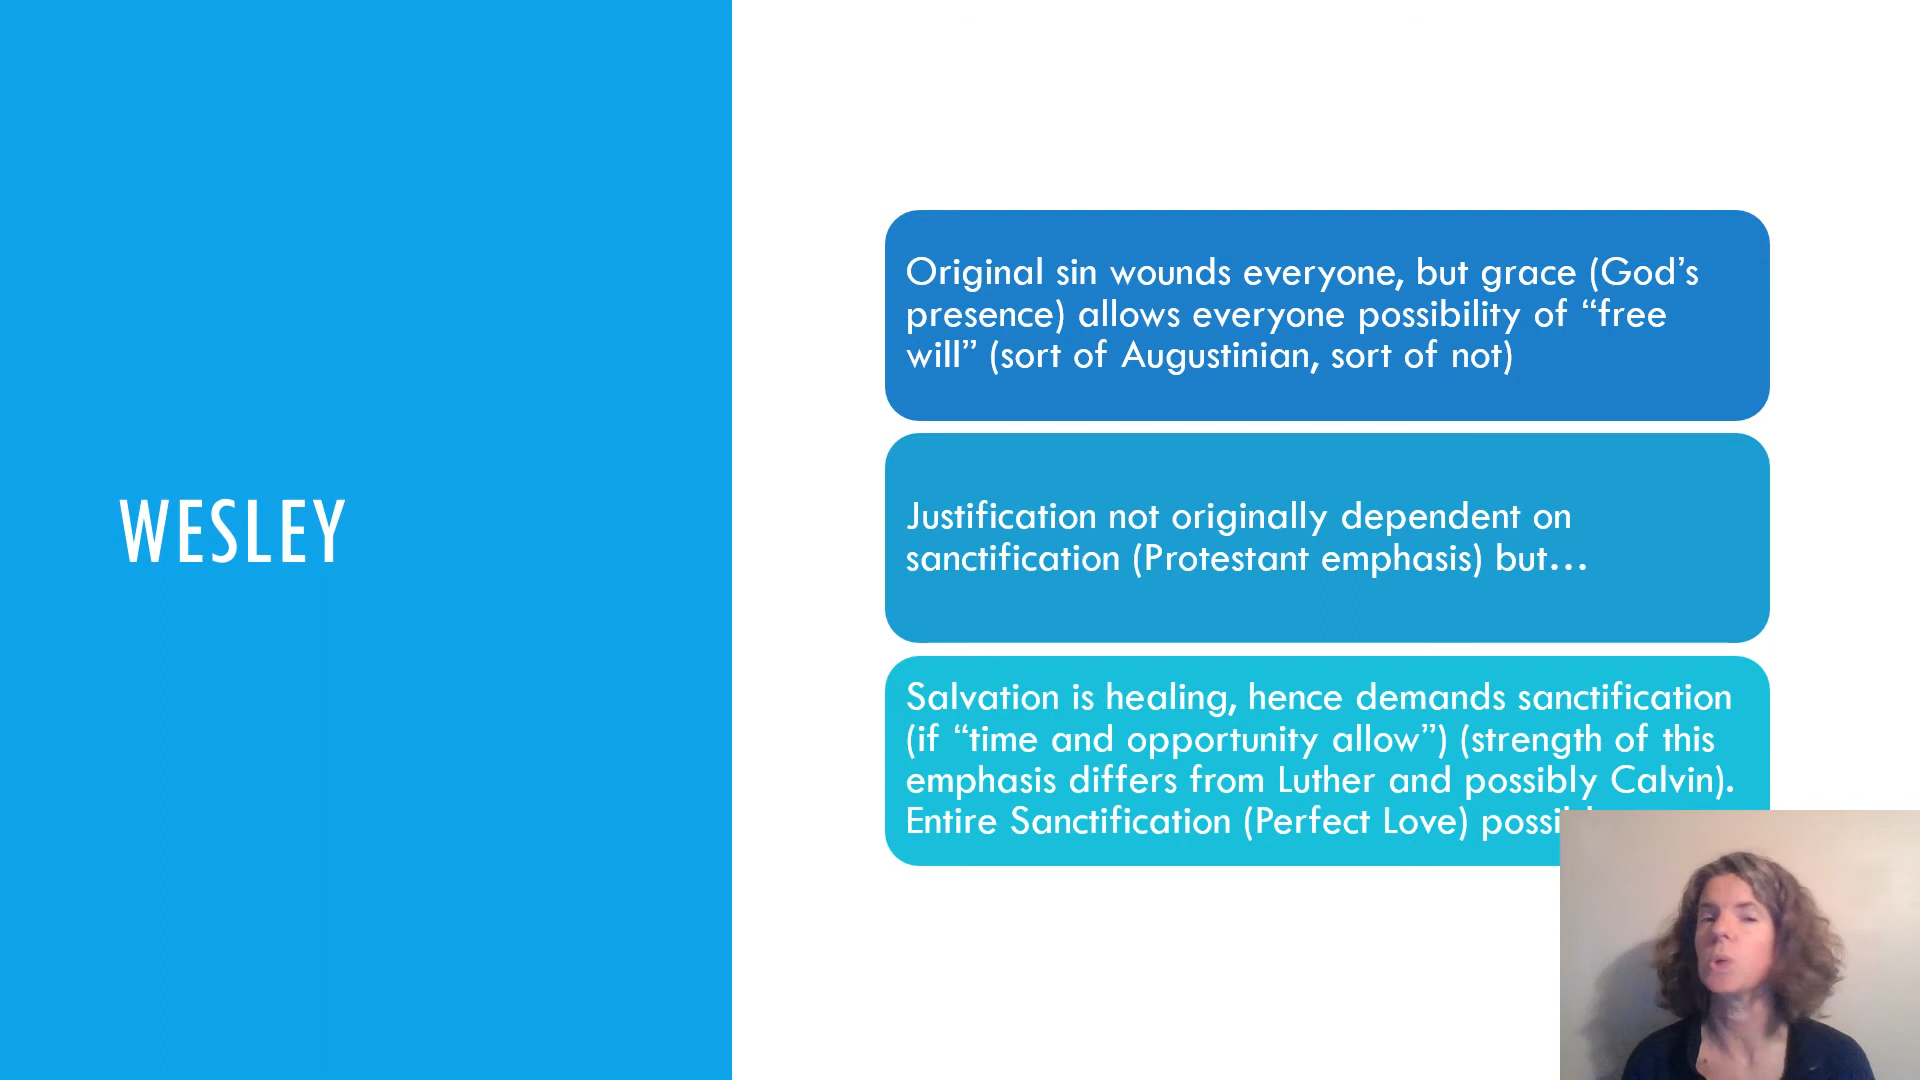 WESLEY
Original sin wounds everyone, but grace (God’s
presence) allows everyone possibility of “free
will” (sort of Augustinian, sort of not)
Justification not originally dependent on
sanctification (Protestant emphasis) but…
Salvation is healing, hence demands sanctification
(if “time and opportunity allow”) (strength of this
emphasis differs from Luther and possibly Calvin).
Entire Sanctification (Perfect Love)